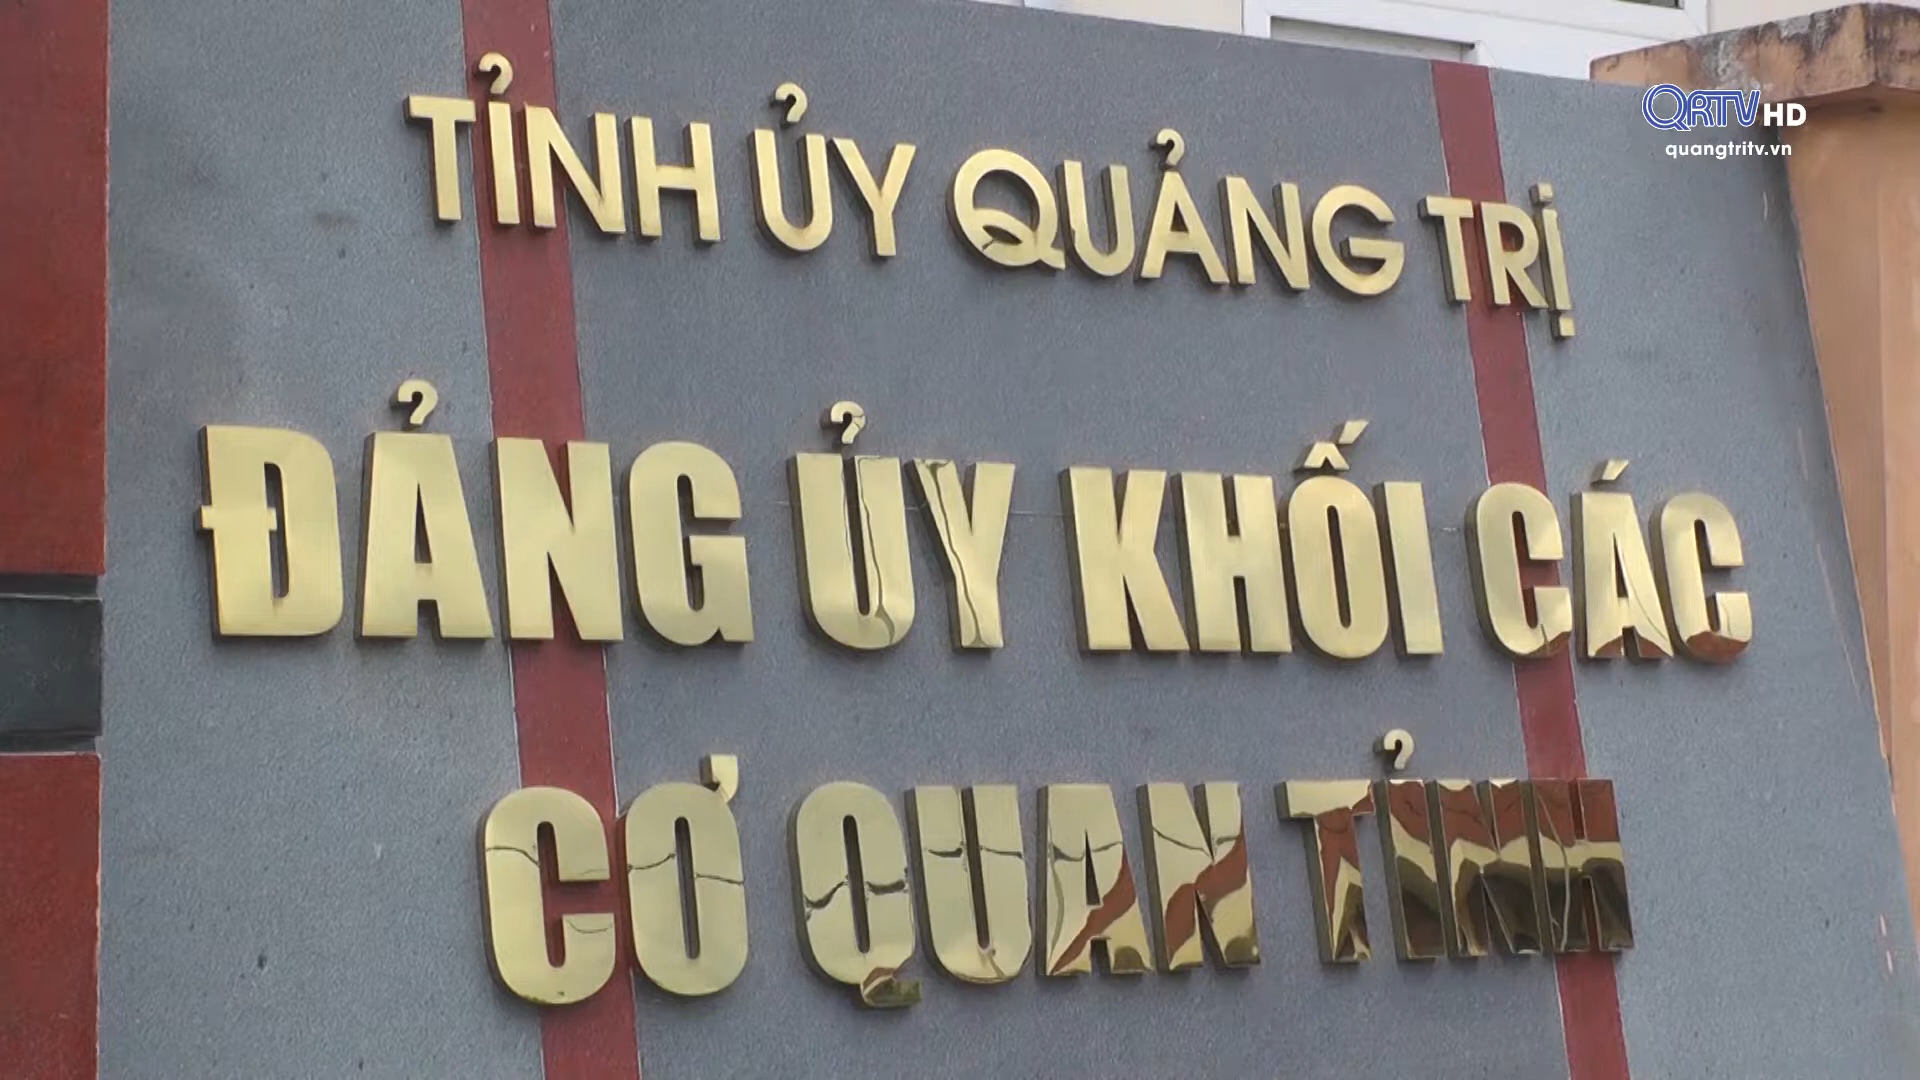 QRTV HD
quangtritv.vn
TỈNH ỦY QUẢNG TRỊ
ĐẢNG ỦY KHỐI CÁC
CƠ QUAN TỈNH